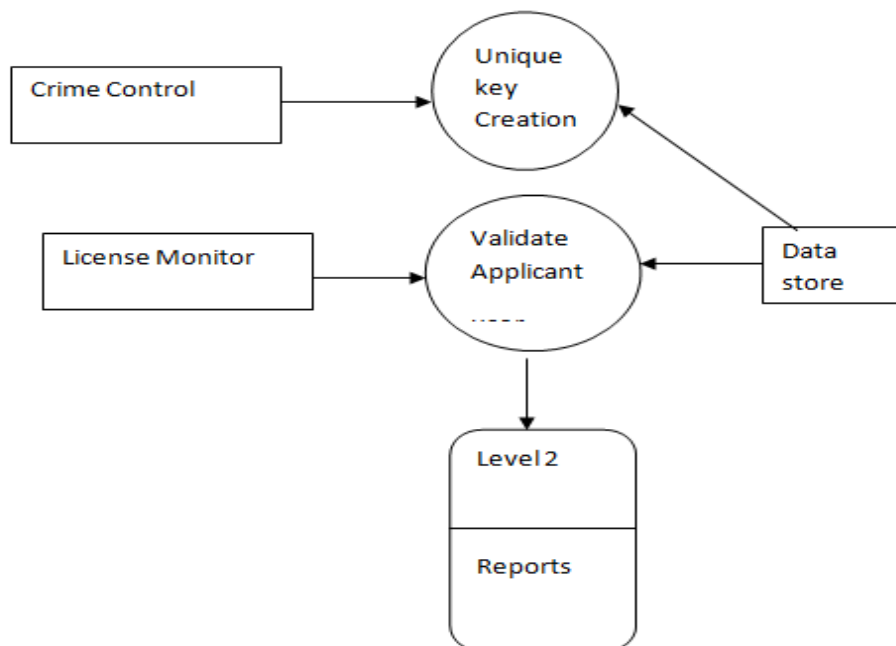 Crime Control
Unique
key
Creation
License Monitor
Validate
Applicant
Data
store
Level 2
Reports